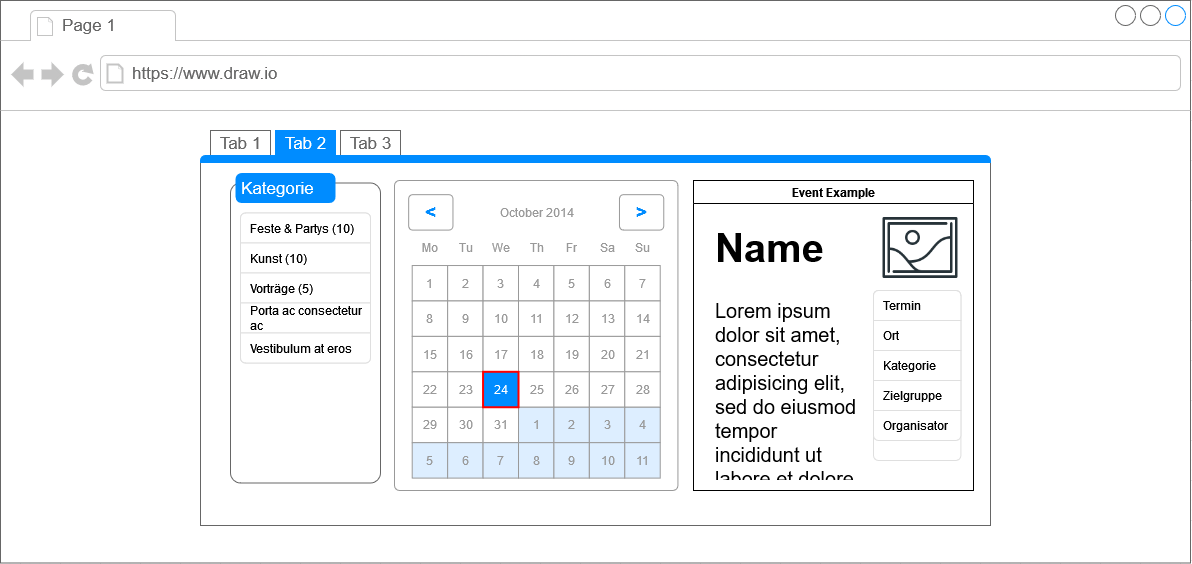 Page 1
https://www.draw.io
Tab 1 Tab 2 Tab 3
Kategorie
Feste & Partys (10)
Kunst (10)
Vorträge (5)
Porta ac consectetur
ac
Vestibulum at eros
< October 2014 >
Mo Tu We Th Fr Sa Su
1 2 3 4 5 6 7
8 9 10 11 12 13 14
15 16 17 18 19 20 21
22 23 24 25 26 27 28
29 30 31 1 2 3 4
5 6 7 8 9 10 11
Event Example
Name
Lorem ipsum
dolor sit amet,
consectetur
adipisicing elit,
sed do eiusmod
tempor
incididunt ut
labore et dolore
Termin
Ort
Kategorie
Zielgruppe
Organisator